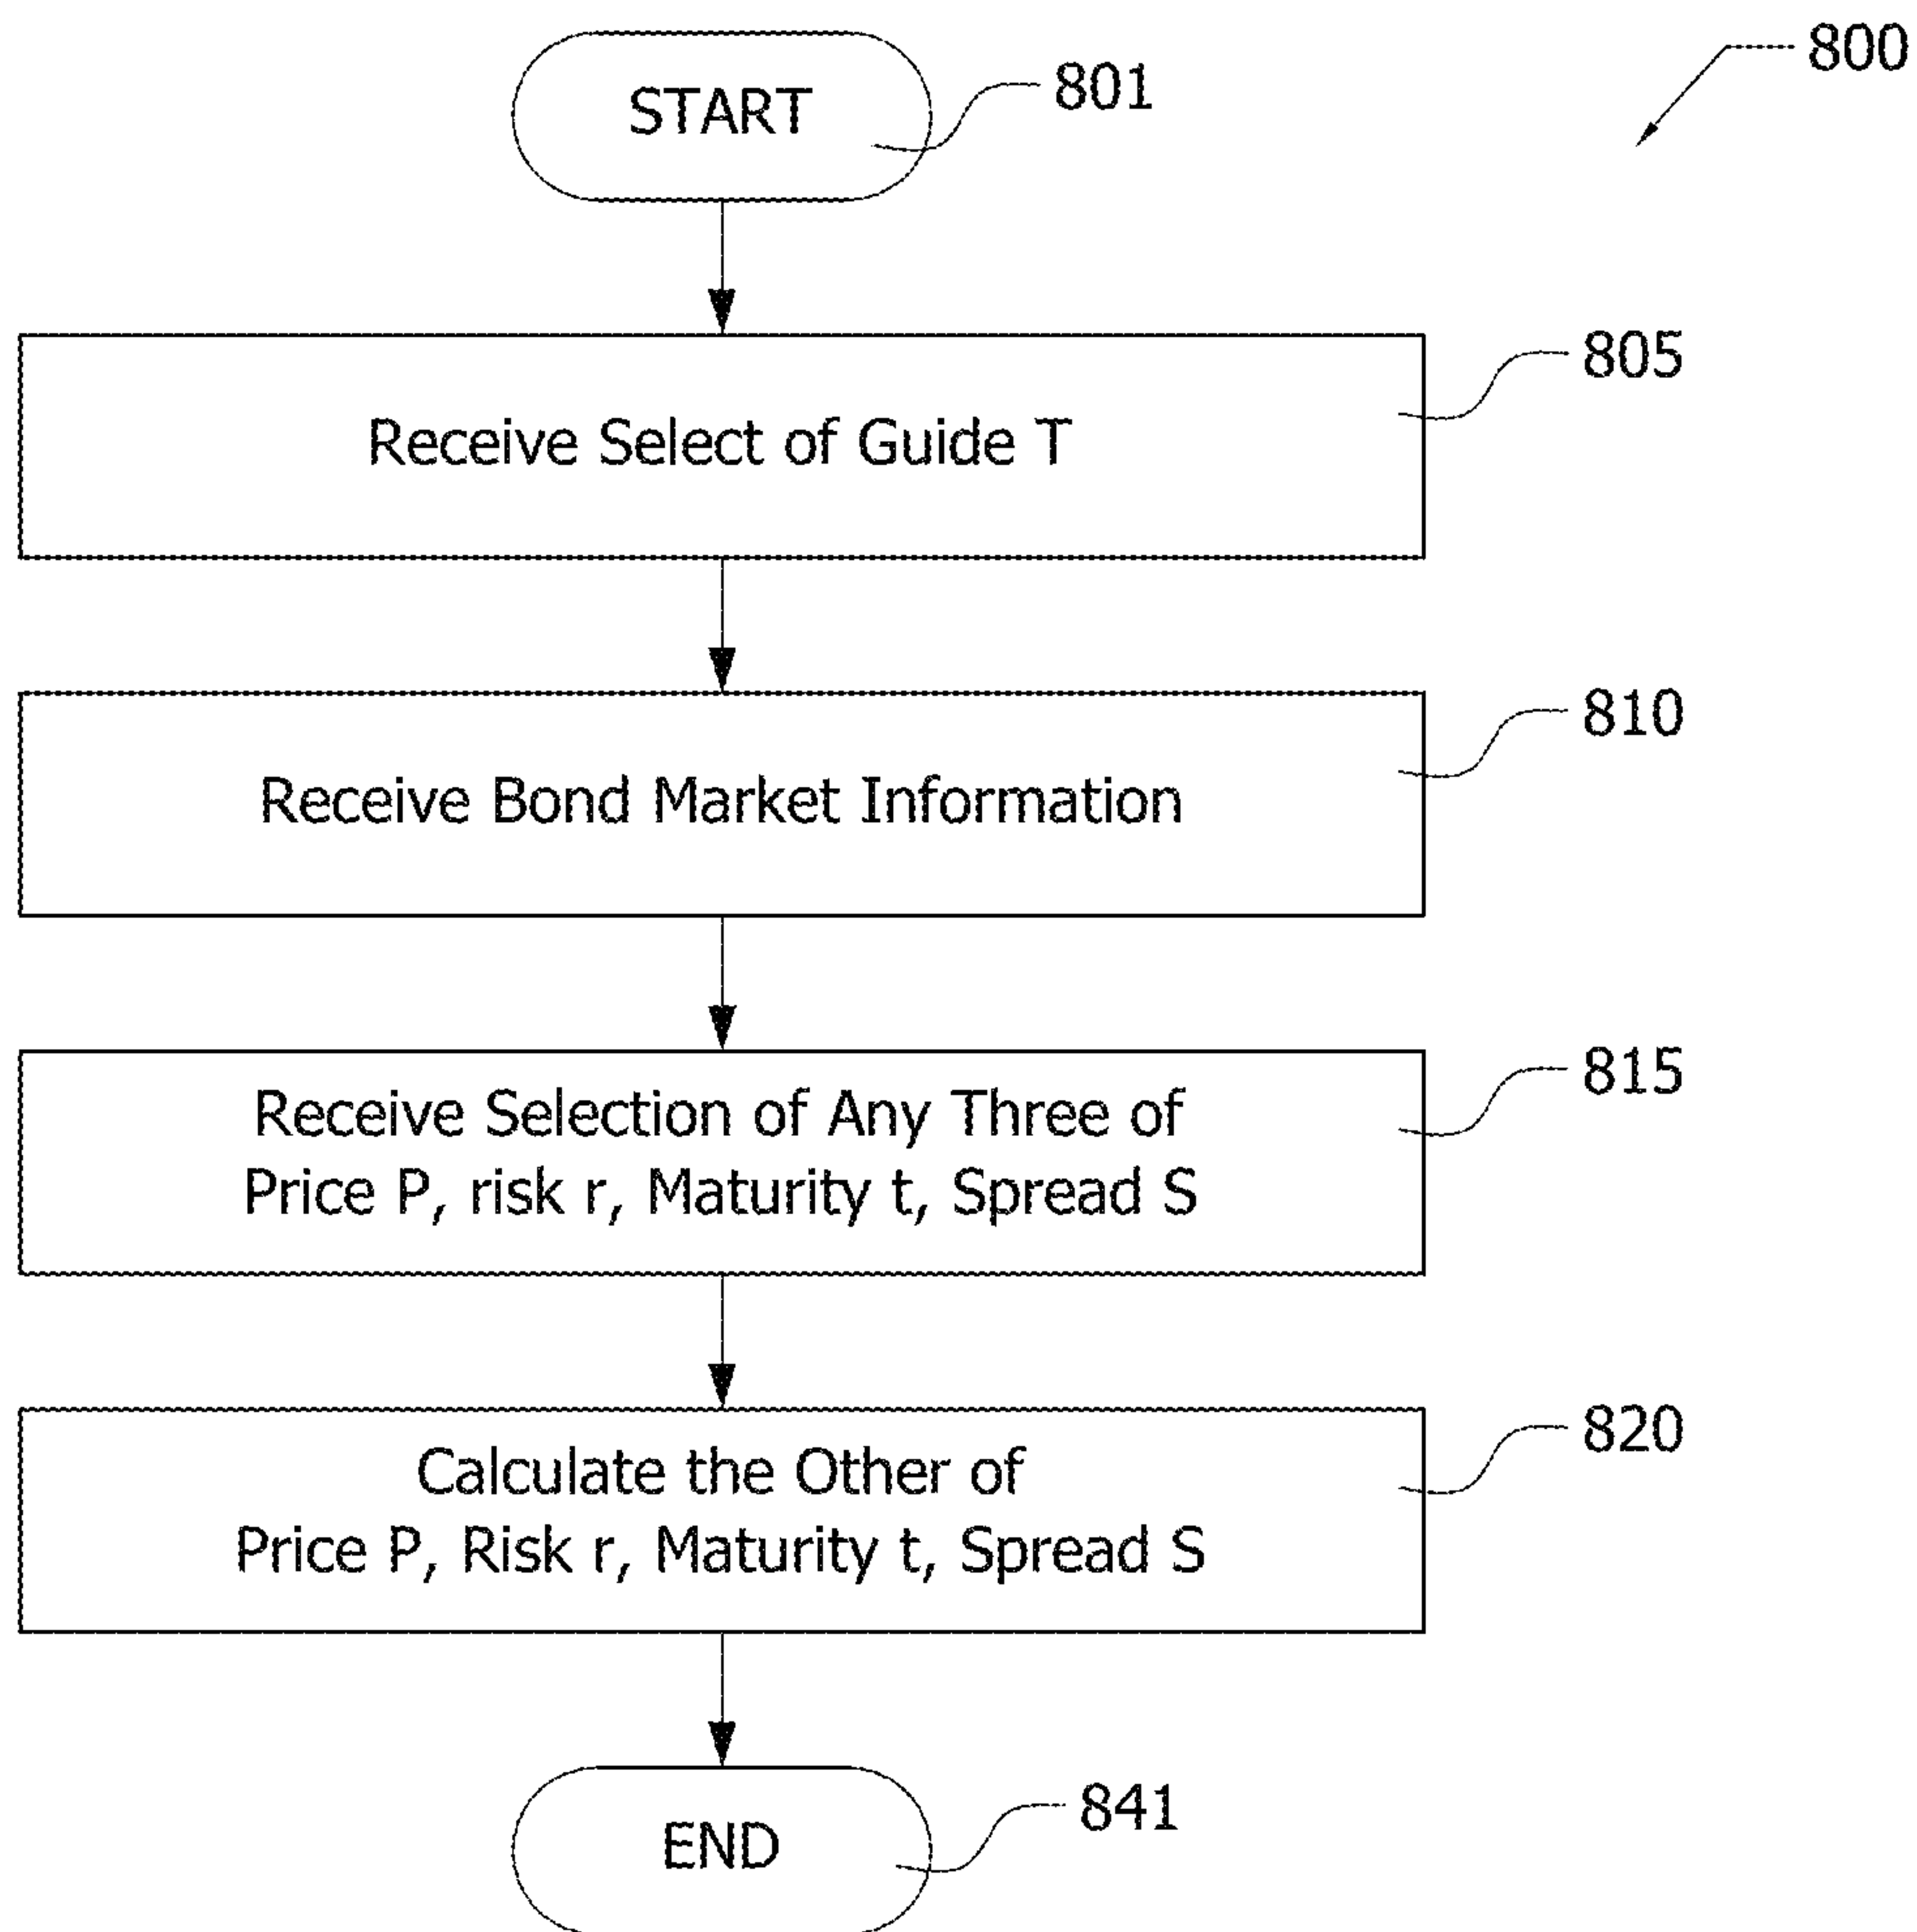 800
START
801
Receive Select of Guide T
805
Receive Bond Market Information
810
Receive Selection of Any Three of
Price P, risk r, Maturity t, Spread S
815
Calculate the Other of
Price P, Risk r, Maturity t, Spread S
820
END
841